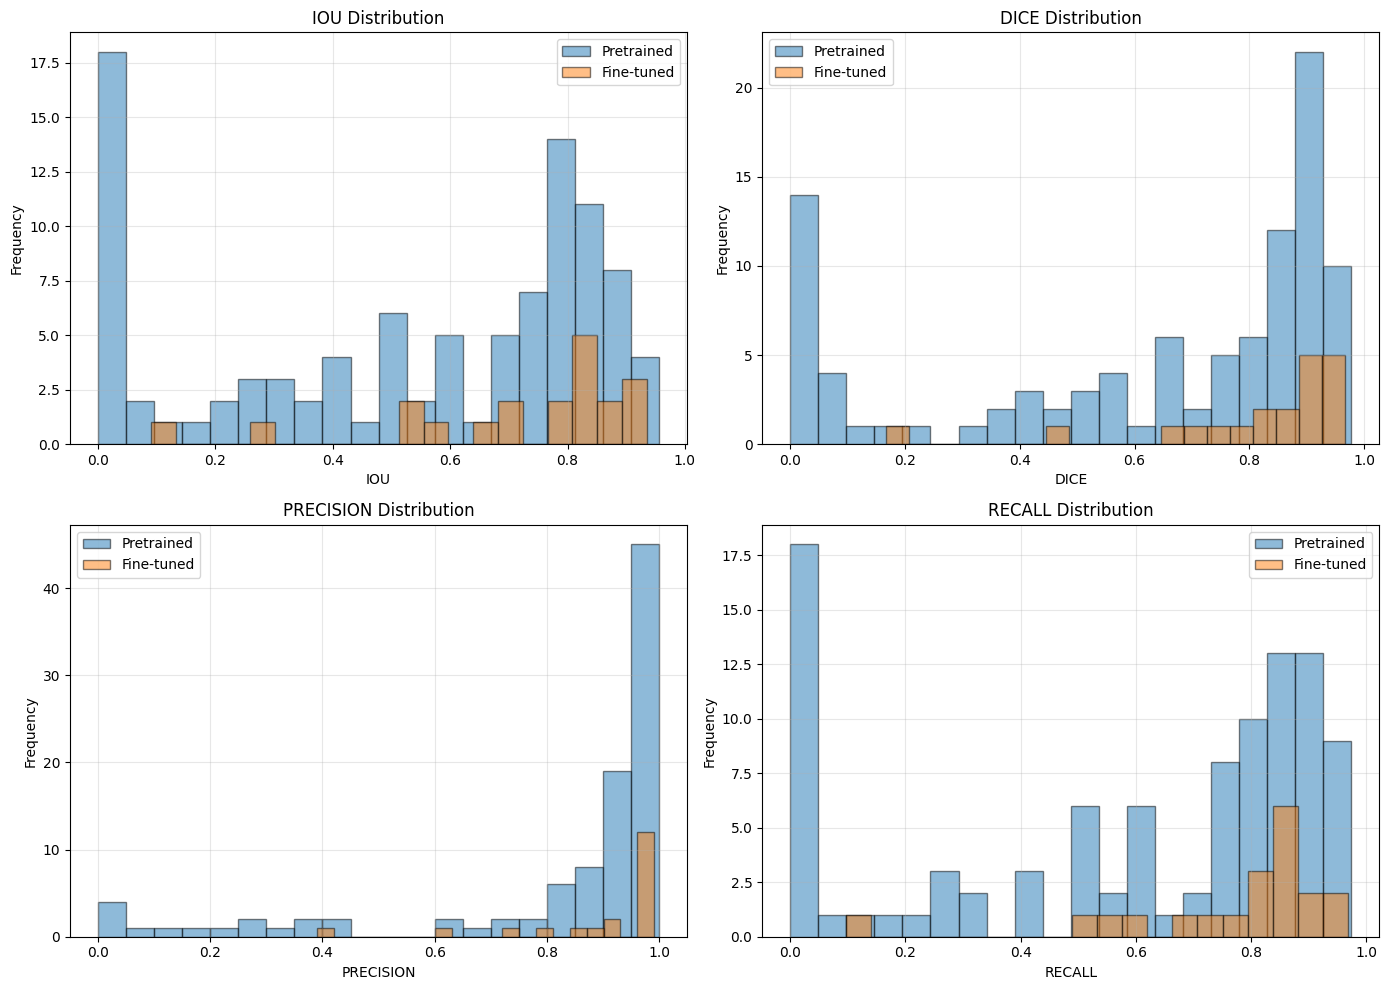 IOU Distribution
Frequency
17.5
15.0
12.5
10.0
7.5
5.0
2.5
0.0
Pretrained
Fine-tuned
0.0 0.2 0.4 0.6 0.8 1.0
IOU
DICE Distribution
Frequency
20
15
10
5
0
Pretrained
Fine-tuned
0.0 0.2 0.4 0.6 0.8 1.0
DICE
PRECISION Distribution
Frequency
40
30
20
10
0
Pretrained
Fine-tuned
0.0 0.2 0.4 0.6 0.8 1.0
PRECISION
RECALL Distribution
Frequency
17.5
15.0
12.5
10.0
7.5
5.0
2.5
0.0
Pretrained
Fine-tuned
0.0 0.2 0.4 0.6 0.8 1.0
RECALL